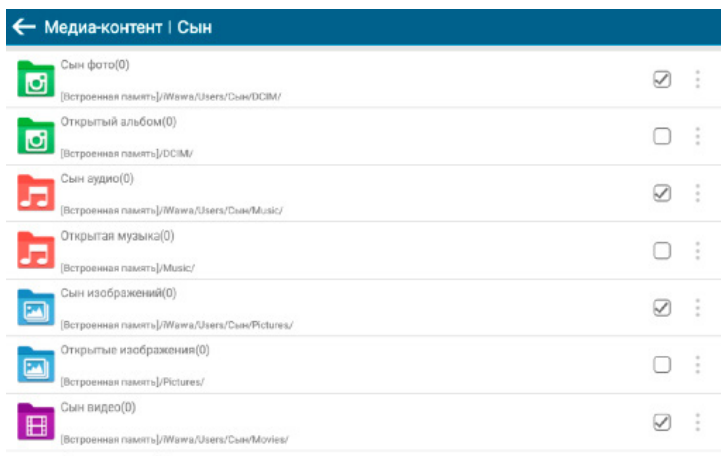 Медиа-контент | Сын
Сын фото(0)
[Встроенная память]/iWawa/Users/Сын/DCIM/
Открытый альбом(0)
[Встроенная память]/DCIM/
Сын аудио(0)
[Встроенная память]/iWawa/Users/Сын/Music/
Открытая музыка(0)
[Встроенная память]/Music/
Сын изображений(0)
[Встроенная память]/iWawa/Users/Сын/Pictures/
Открытые изображения(0)
[Встроенная память]/Pictures/
Сын видео(0)
[Встроенная память]/iWawa/Users/Сын/Movies/